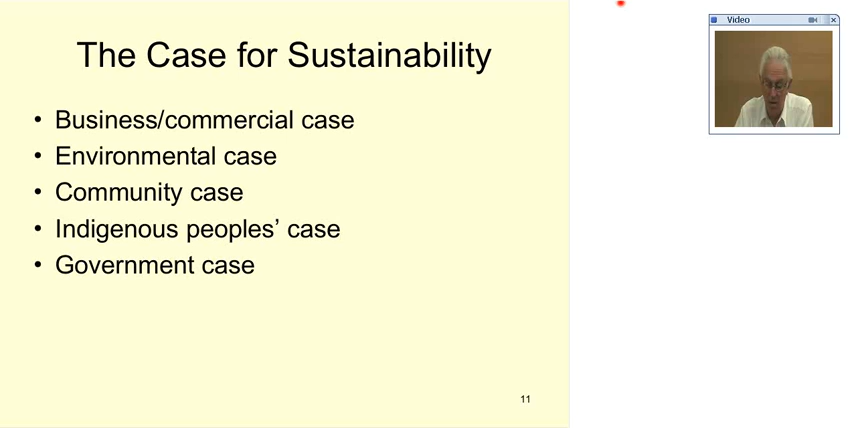 The Case for Sustainability
• Business/commercial case
• Environmental case
• Community case
• Indigenous peoples’ case
• Government case
11
Video